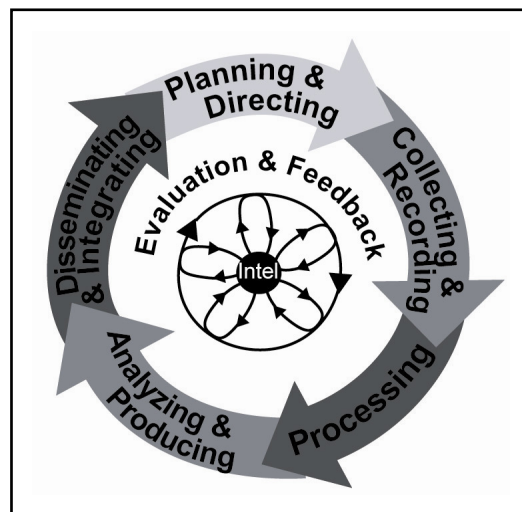 Planning &
Directing
Collecting &
Recording
Processing
Analyzing &
Producing
Disseminating
& Integrating
Evaluation & Feedback
Intel